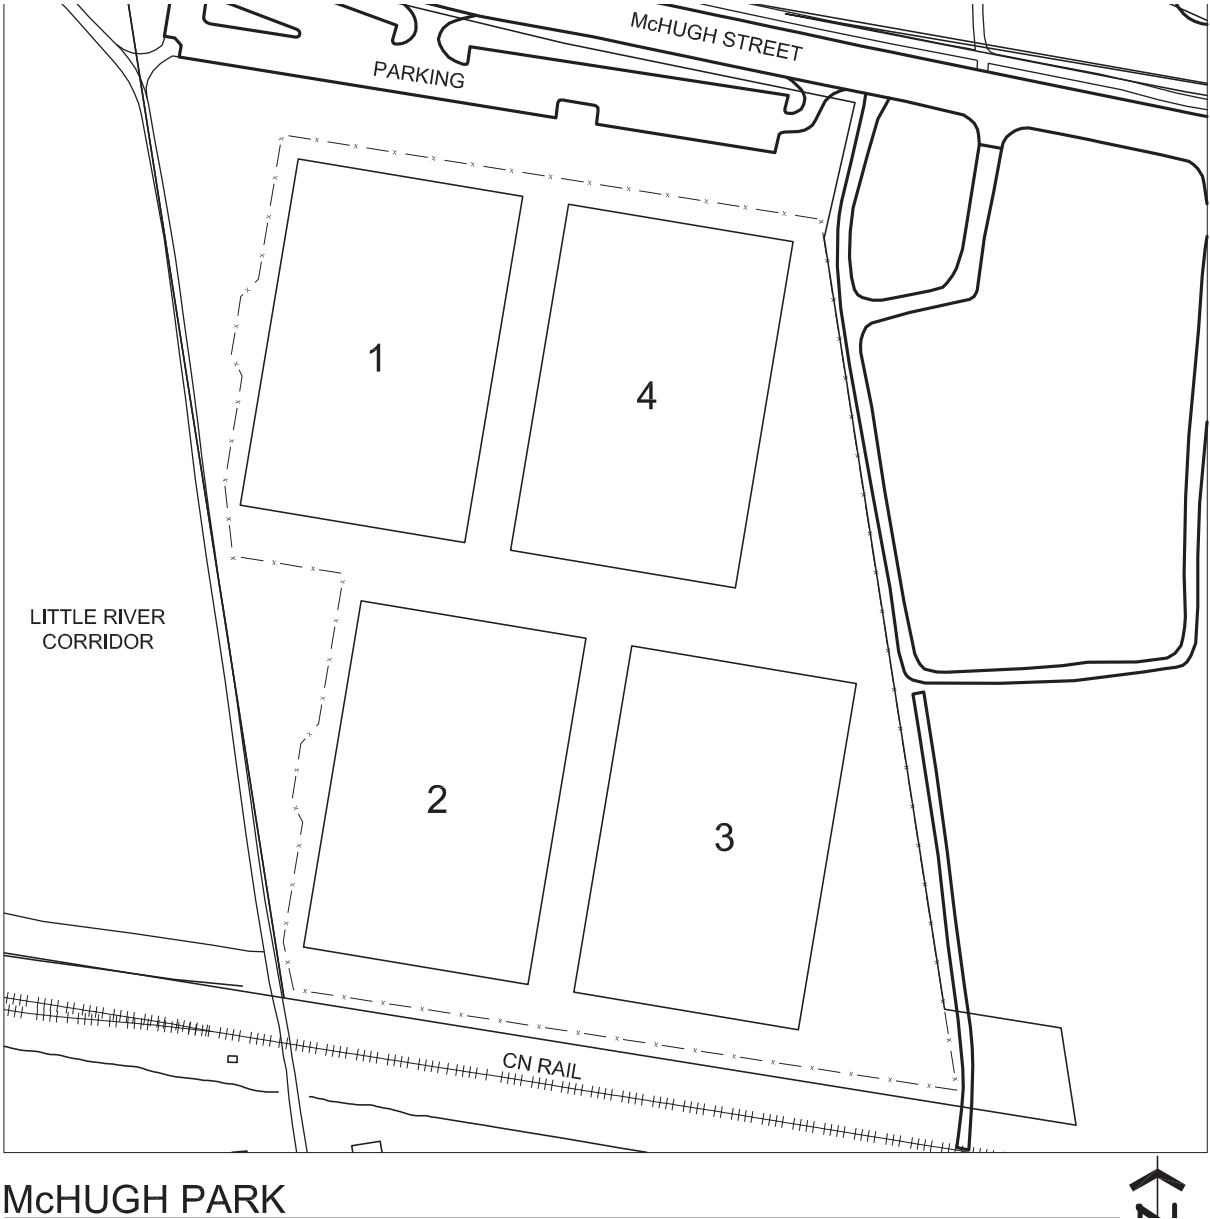 McHUGH STREET
PARKING
1
4
LITTLE RIVER
CORRIDOR
2
3
CN RAIL
McHUGH PARK